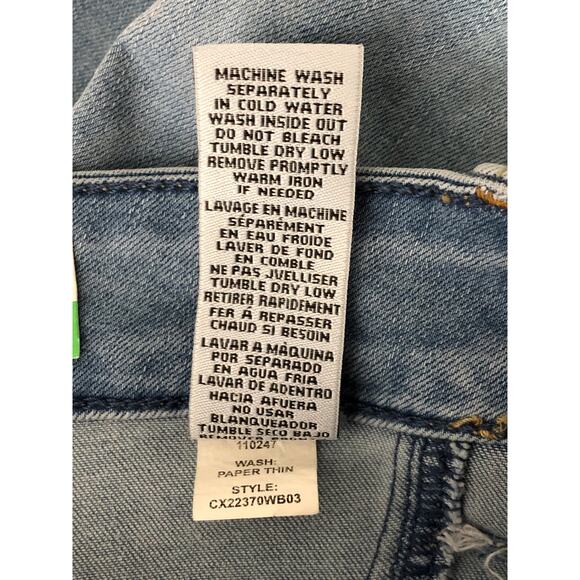 MACHINE WASH
SEPARATELY
IN COLD WATER
WASH INSIDE OUT
DO NOT BLEACH
TUMBLE DRY LOW
REMOVE PROMPTLY
WARM IRON
IF NEEDED
LAVAGE EN MACHINE
SÉPARÉMENT
EN EAU FROIDE
LAVER DE FOND
EN COMBLE
NE PAS JVELLISER
TUMBLE DRY LOW
RETIRER RAPIDEMENT
FER À REPASSER
CHAUD SI BESOIN
LAVAR A MÁQUINA
POR SEPARADO
EN AGUA FRIA
LAVAR DE ADENTRO
HACIA AFUERA
NO USAR
BLANQUEADOR
TUMBLE SECO BAJO
110247
WASH:
PAPER THIN
STYLE:
CX22370WB03